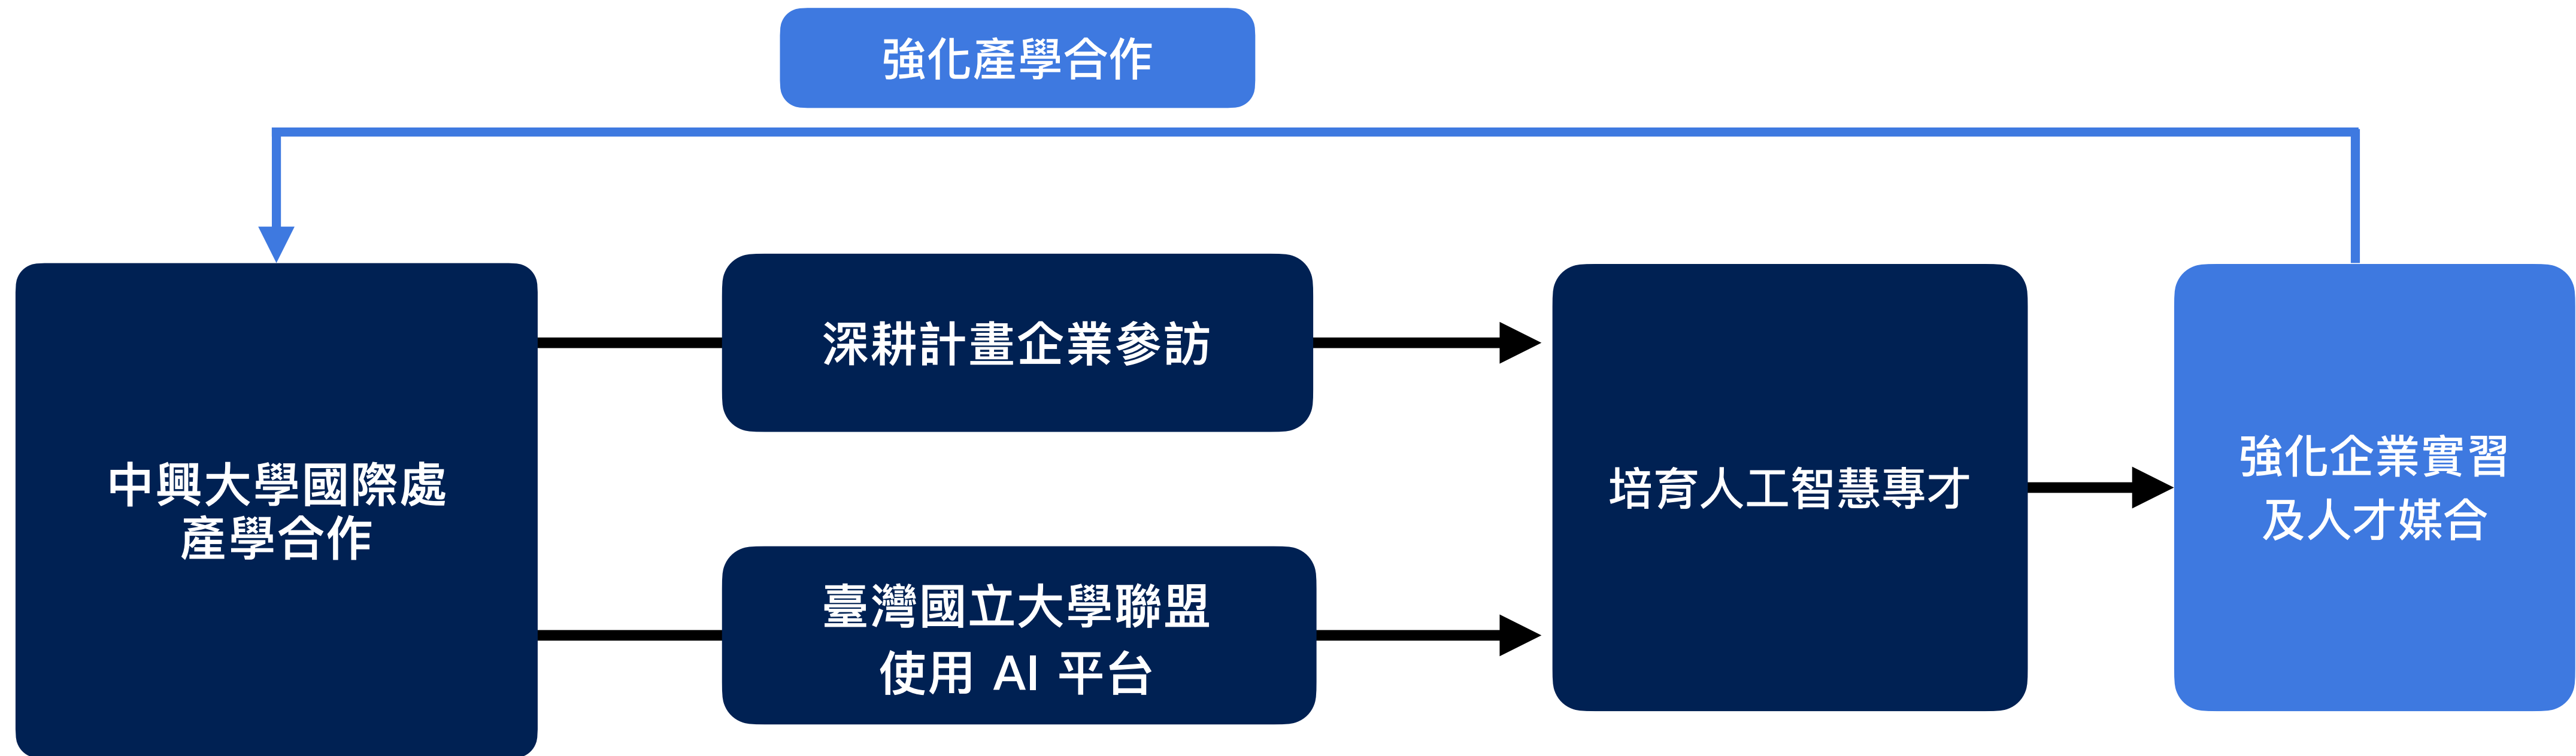 強化產學合作
中興大學國際處
產學合作
深耕計畫企業參訪
臺灣國立大學聯盟
使用 AI 平台
培育人工智慧專才
強化企業實習
及人才媒合